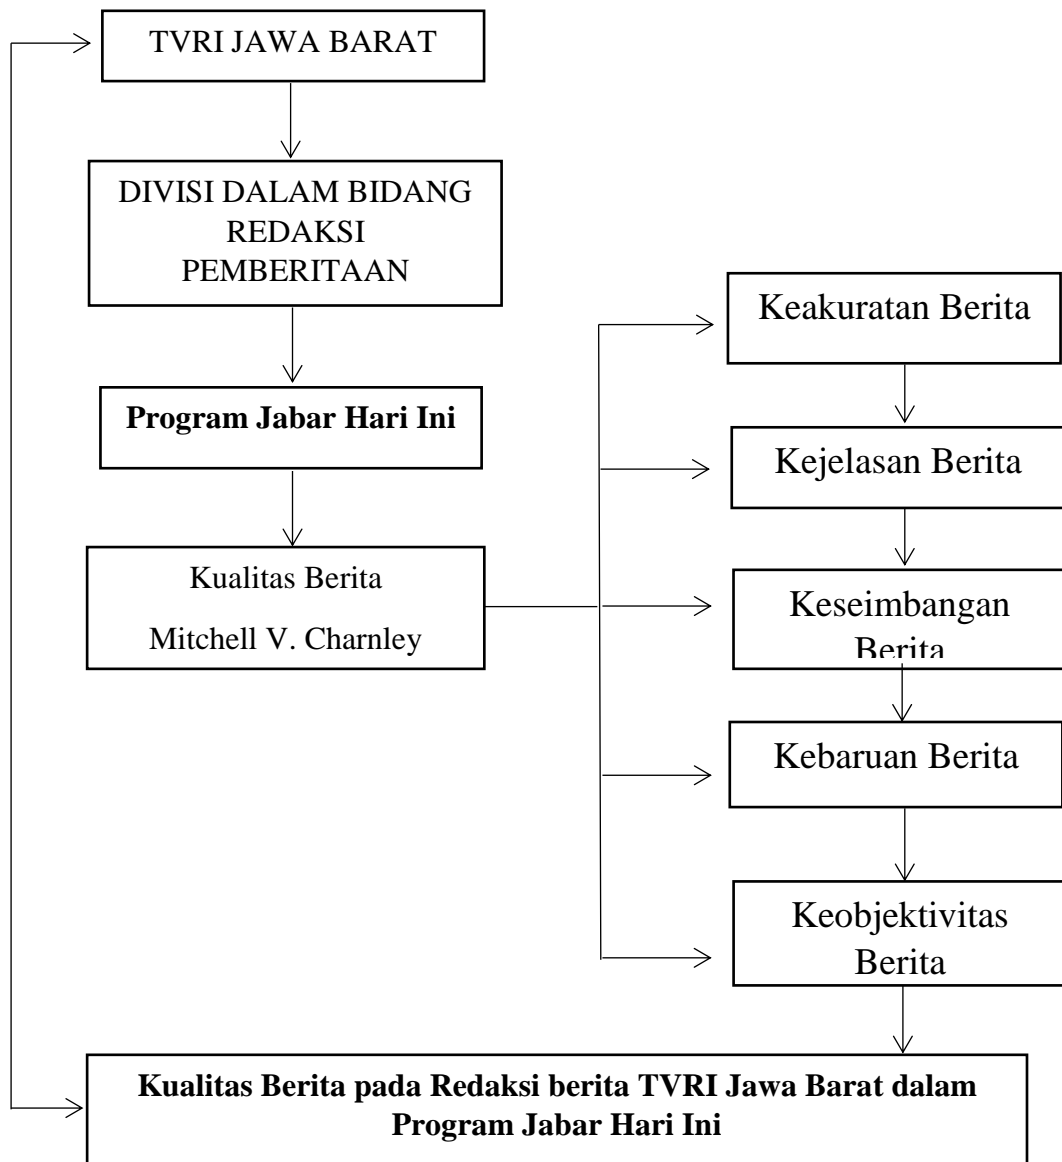 TVRI JAWA BARAT
DIVISI DALAM BIDANG
REDAKSI
PEMBERITAAN
Program Jabar Hari Ini
Kualitas Berita
Mitchell V. Charnley
Keakuratan Berita
Kejelasan Berita
Keseimbangan
Berita
Kebaruan Berita
Keobjektivitas
Berita
Kualitas Berita pada Redaksi berita TVRI Jawa Barat dalam
Program Jabar Hari Ini